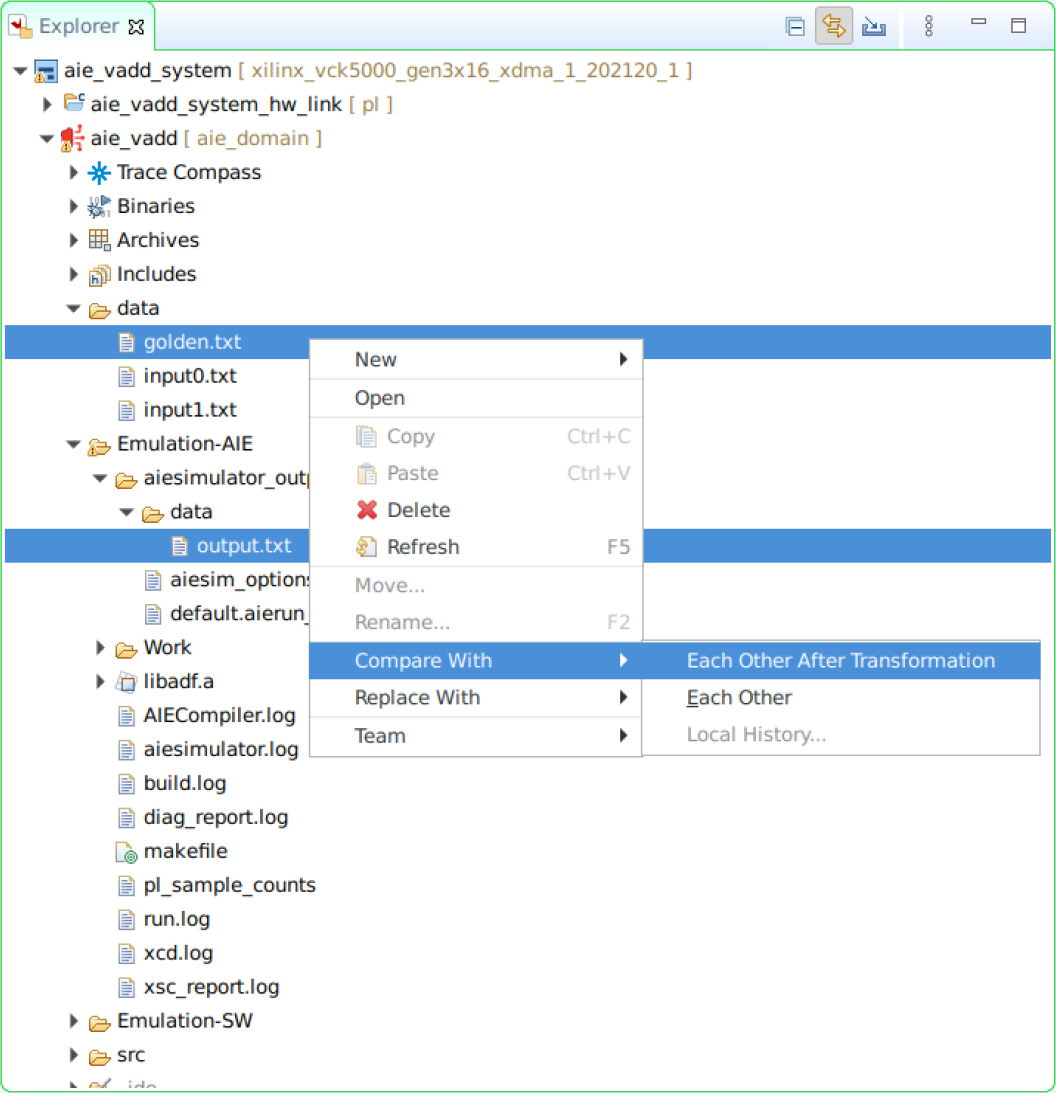 Explorer
aie_vadd_system [ xilinx_vck5000_gen3x16_xdma_1_202120_1 ]
aie_vadd_system_hw_link [ pl ]
aie_vadd [ aie_domain ]
Trace Compass
Binaries
Archives
Includes
data
golden.txt
input0.txt
input1.txt
Emulation-AIE
aiesimulator_outp
data
output.txt
aiesim_options
default.aierun_
Work
libadf.a
AIECompiler.log
aiesimulator.log
build.log
diag_report.log
makefile
pl_sample_counts
run.log
xcd.log
xsc_report.log
Emulation-SW
src
New
Open
Copy Ctrl+C
Paste Ctrl+V
Delete
Refresh F5
Move...
Rename... F2
Compare With
Replace With
Team
Each Other After Transformation
Each Other
Local History...